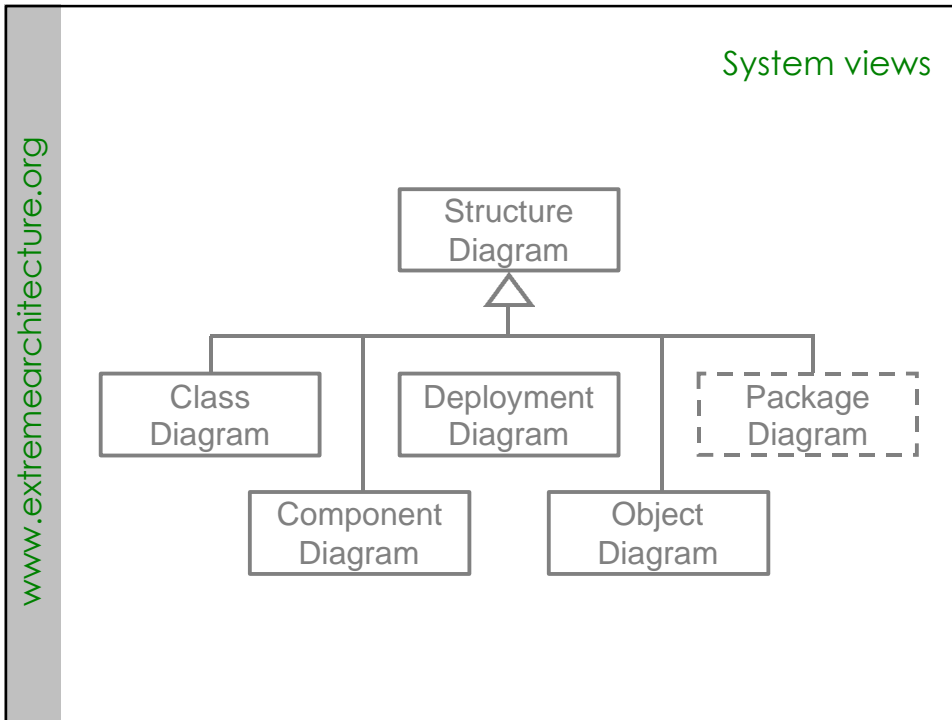 System views
www.extremearchitecture.org
Structure
Diagram
Class
Diagram
Deployment
Diagram
Package
Diagram
Component
Diagram
Object
Diagram